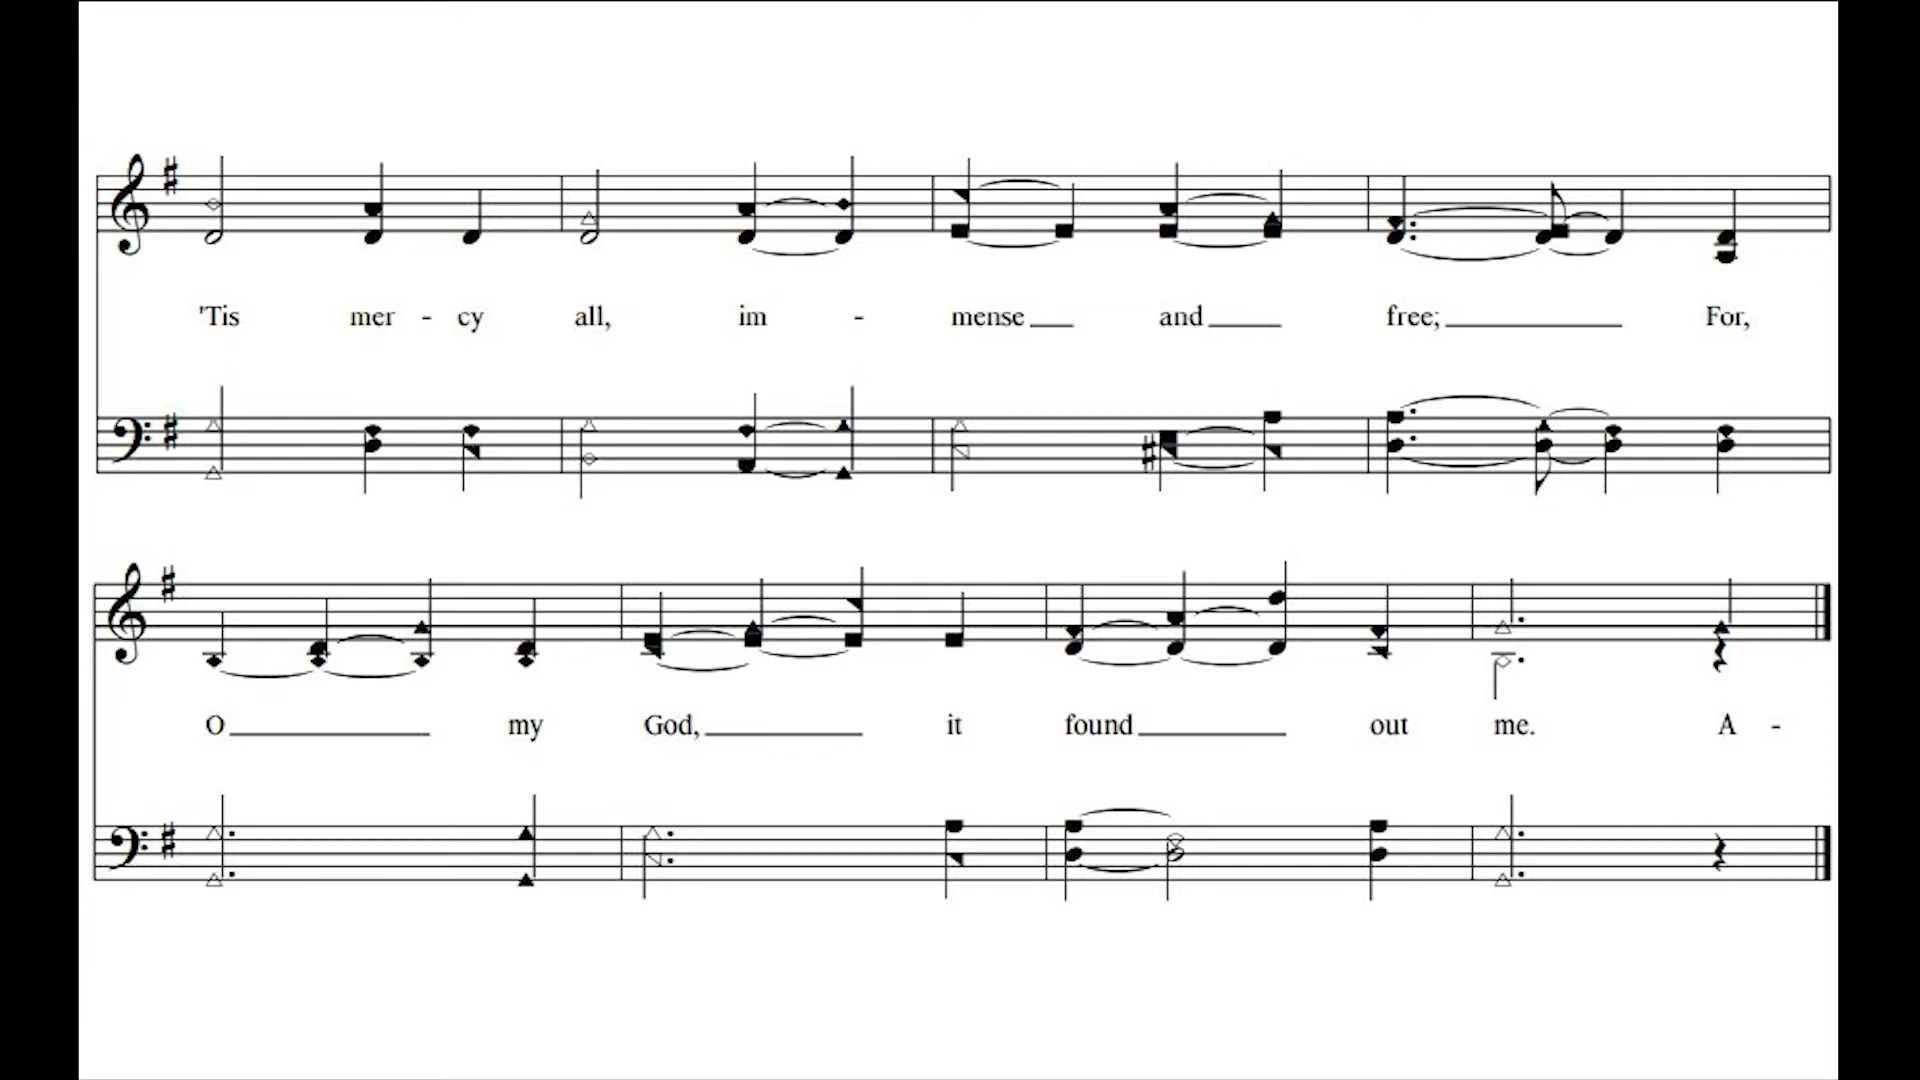 'Tis mer - cy all, im - mense and free; For,
O my God, it found out me. A -